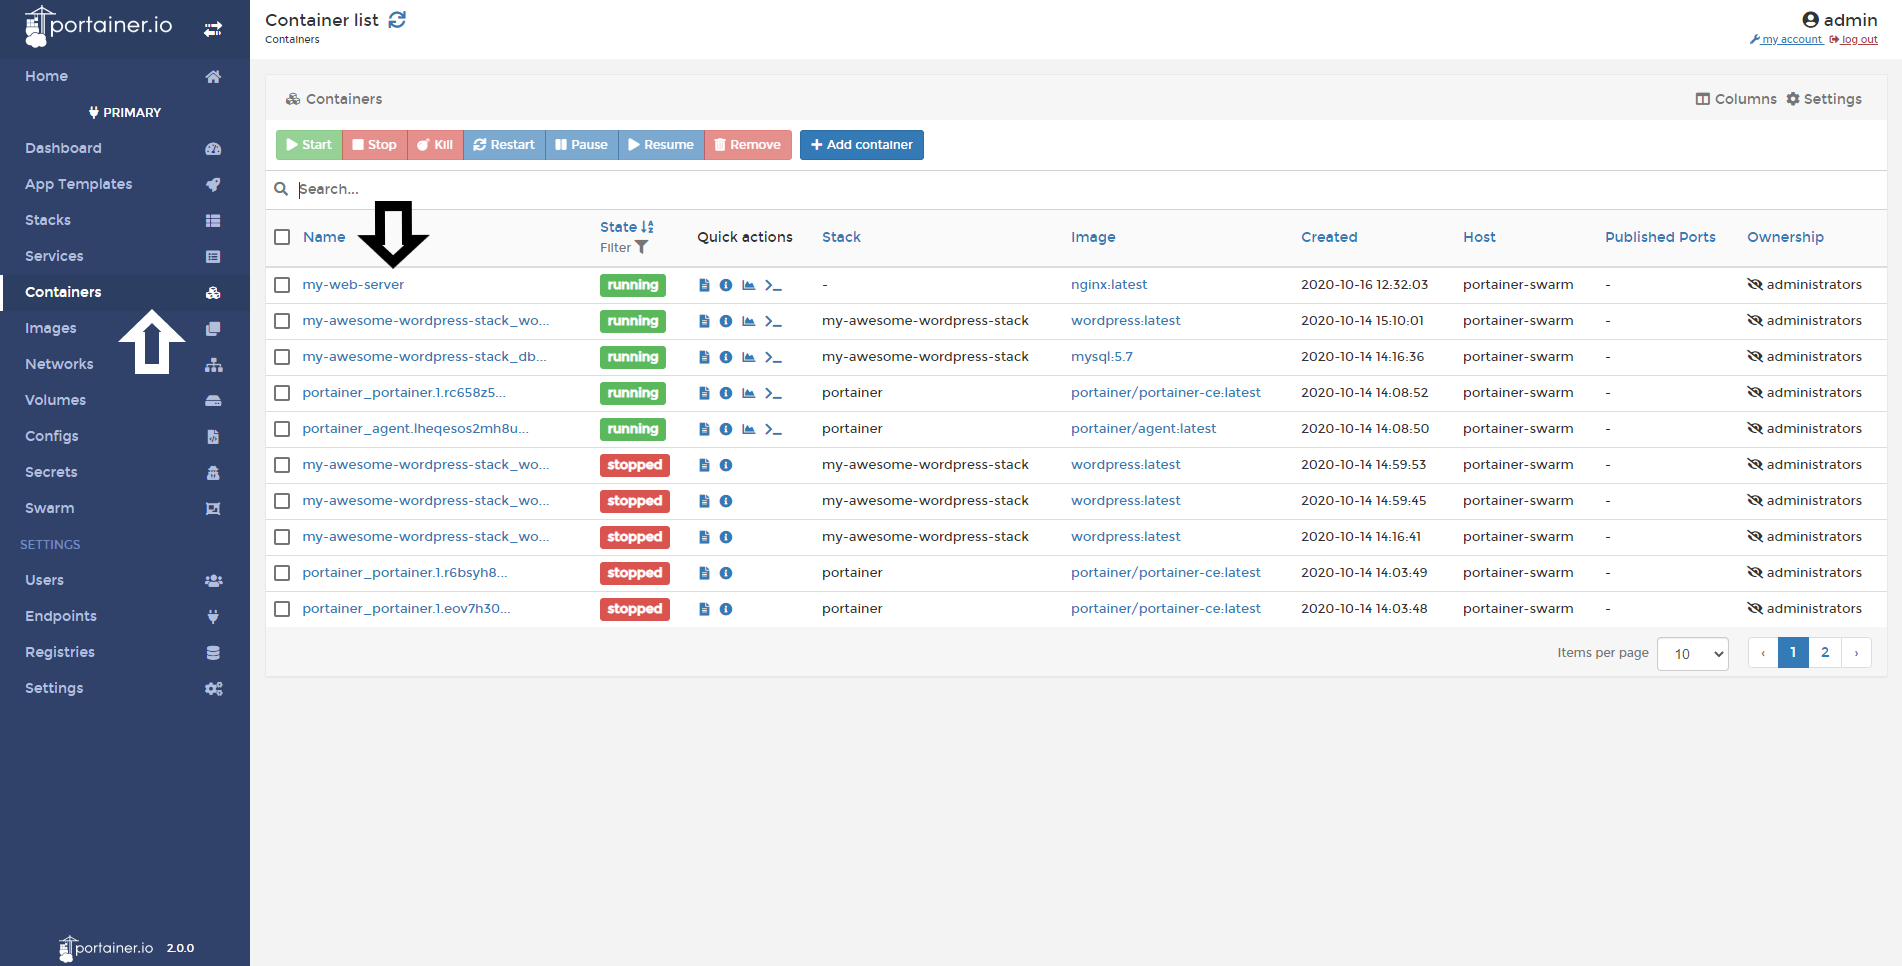 portainer.io
Home
PRIMARY
Dashboard
App Templates
Stacks
Services
Containers
Images
Networks
Volumes
Configs
Secrets
Swarm
SETTINGS
Users
Endpoints
Registries
Settings
portainer.io 2.0.0
Container list
Containers
admin
my account log out
Containers
Columns Settings
Start Stop Kill Restart Pause Resume Remove Add container
Search...
Name State Filter Quick actions Stack Image Created Host Published Ports Ownership
my-web-server running - nginx:latest 2020-10-16 12:32:03 portainer-swarm - administrators
my-awesome-wordpress-stack_wo... running my-awesome-wordpress-stack wordpress:latest 2020-10-14 15:10:01 portainer-swarm - administrators
my-awesome-wordpress-stack_db... running my-awesome-wordpress-stack mysql:5.7 2020-10-14 14:16:36 portainer-swarm - administrators
portainer_portainer.1.rc658z5... running portainer portainer/portainer-ce:latest 2020-10-14 14:08:52 portainer-swarm - administrators
portainer_agent.lheqesos2mh8u... running portainer portainer/agent:latest 2020-10-14 14:08:50 portainer-swarm - administrators
my-awesome-wordpress-stack_wo... stopped my-awesome-wordpress-stack wordpress:latest 2020-10-14 14:59:53 portainer-swarm - administrators
my-awesome-wordpress-stack_wo... stopped my-awesome-wordpress-stack wordpress:latest 2020-10-14 14:59:45 portainer-swarm - administrators
my-awesome-wordpress-stack_wo... stopped my-awesome-wordpress-stack wordpress:latest 2020-10-14 14:16:41 portainer-swarm - administrators
portainer_portainer.1.r6bsyh8... stopped portainer portainer/portainer-ce:latest 2020-10-14 14:03:49 portainer-swarm - administrators
portainer_portainer.1.eov7h30... stopped portainer portainer/portainer-ce:latest 2020-10-14 14:03:48 portainer-swarm - administrators
Items per page 10 ‹ 1 2 ›